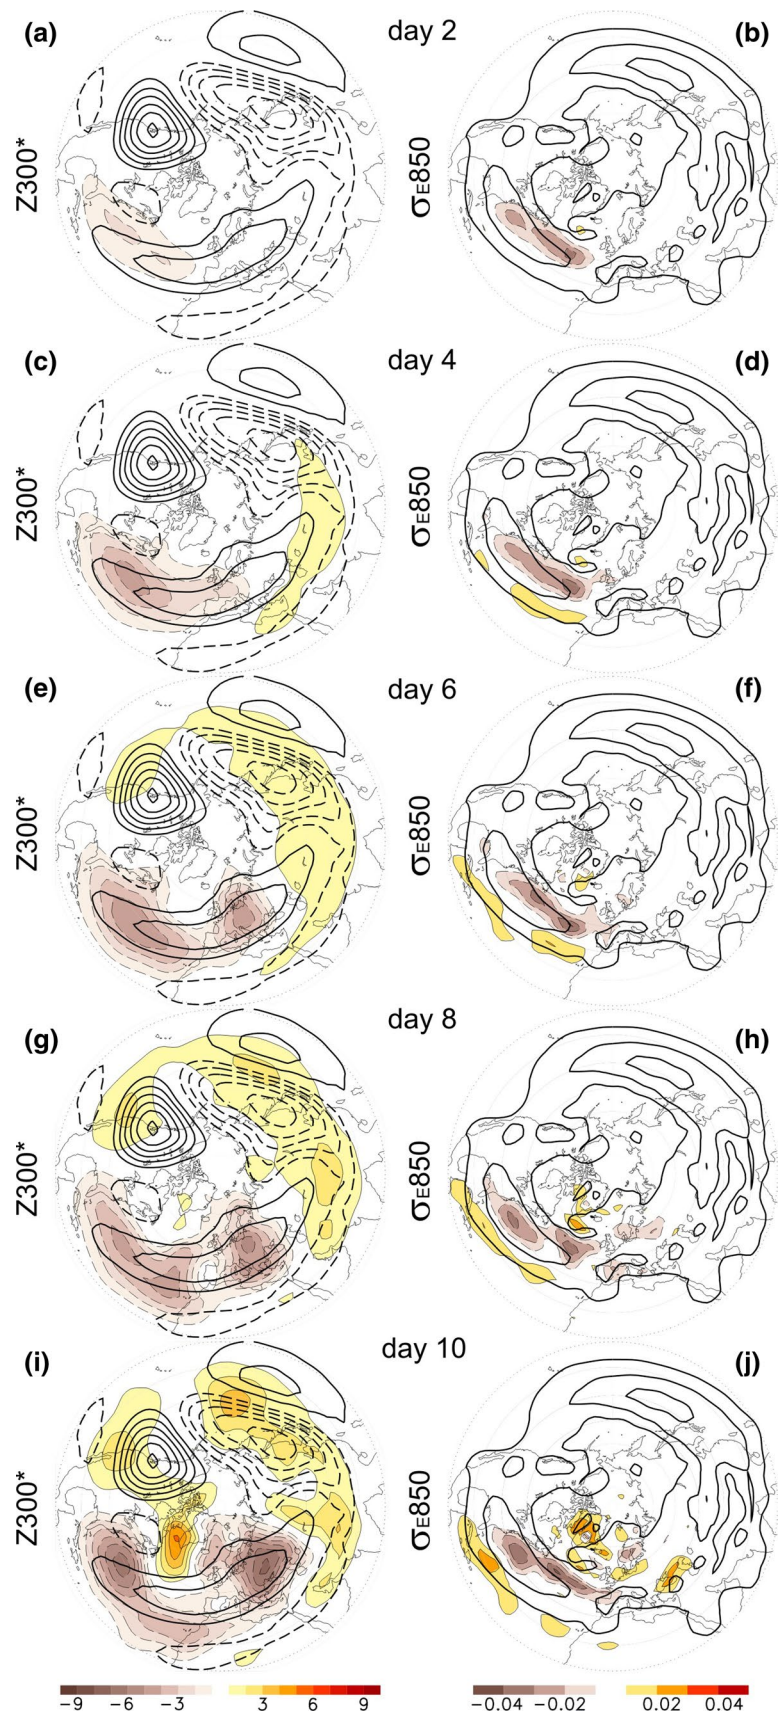 (a) day 2 (b)
Z300* σE850
(c) day 4 (d)
Z300* σE850
(e) day 6 (f)
Z300* σE850
(g) day 8 (h)
Z300* σE850
(i) day 10 (j)
Z300* σE850
−9 −6 −3 3 6 9 −0.04 −0.02 0.02 0.04